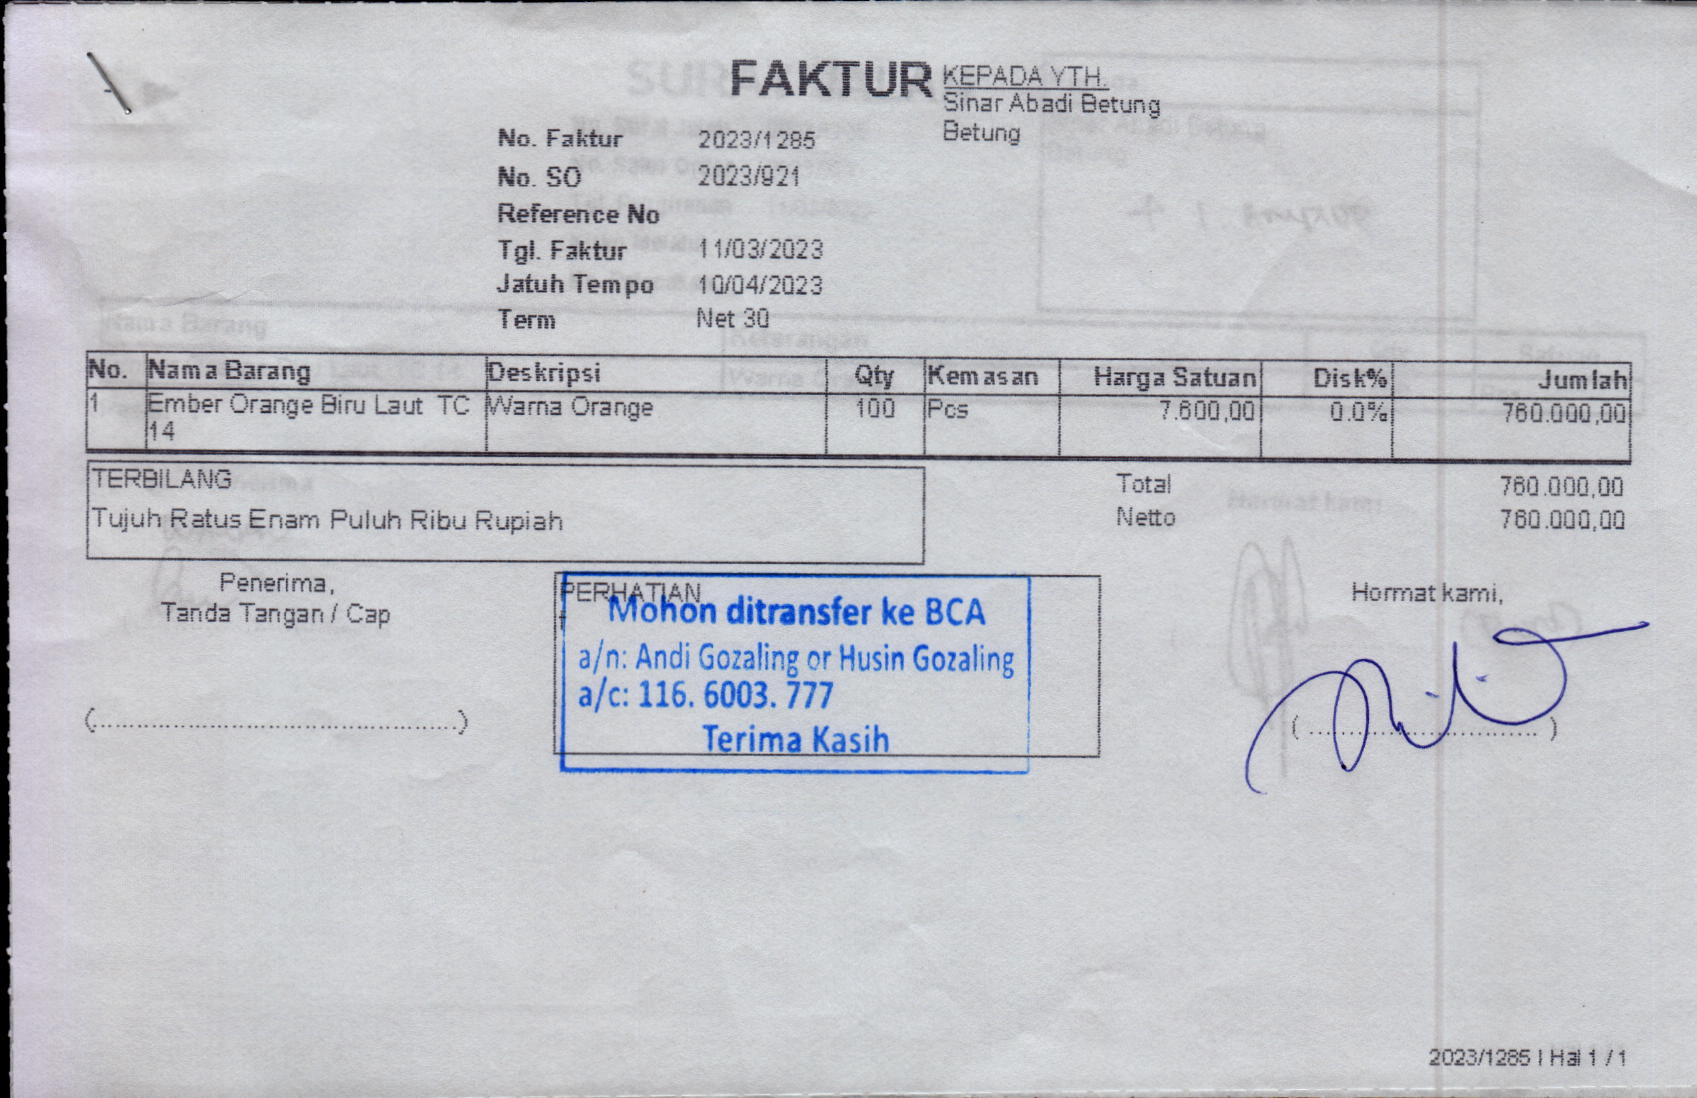 FAKTUR
KEPADA YTH.
Sinar Abadi Betung
Betung
No. Faktur 2023/1285
No. SO 2023/921
Reference No
Tgl. Faktur 11/03/2023
Jatuh Tempo 10/04/2023
Term Net 30
No. Nama Barang Deskripsi Qty Kemasan Harga Satuan Disk% Jumlah
1 Ember Orange Biru Laut TC Warna Orange 100 Pcs 7.600,00 0.0% 760.000,00
14
TERBILANG
Tujuh Ratus Enam Puluh Ribu Rupiah
Total 760.000,00
Netto 760.000,00
Penerima,
Tanda Tangan / Cap
(..........................................)
PERHATIAN
Mohon ditransfer ke BCA
a/n: Andi Gozaling or Husin Gozaling
a/c: 116. 6003. 777
Terima Kasih
Hormat kami,
(..............................)
2023/1285 | Hal 1 / 1